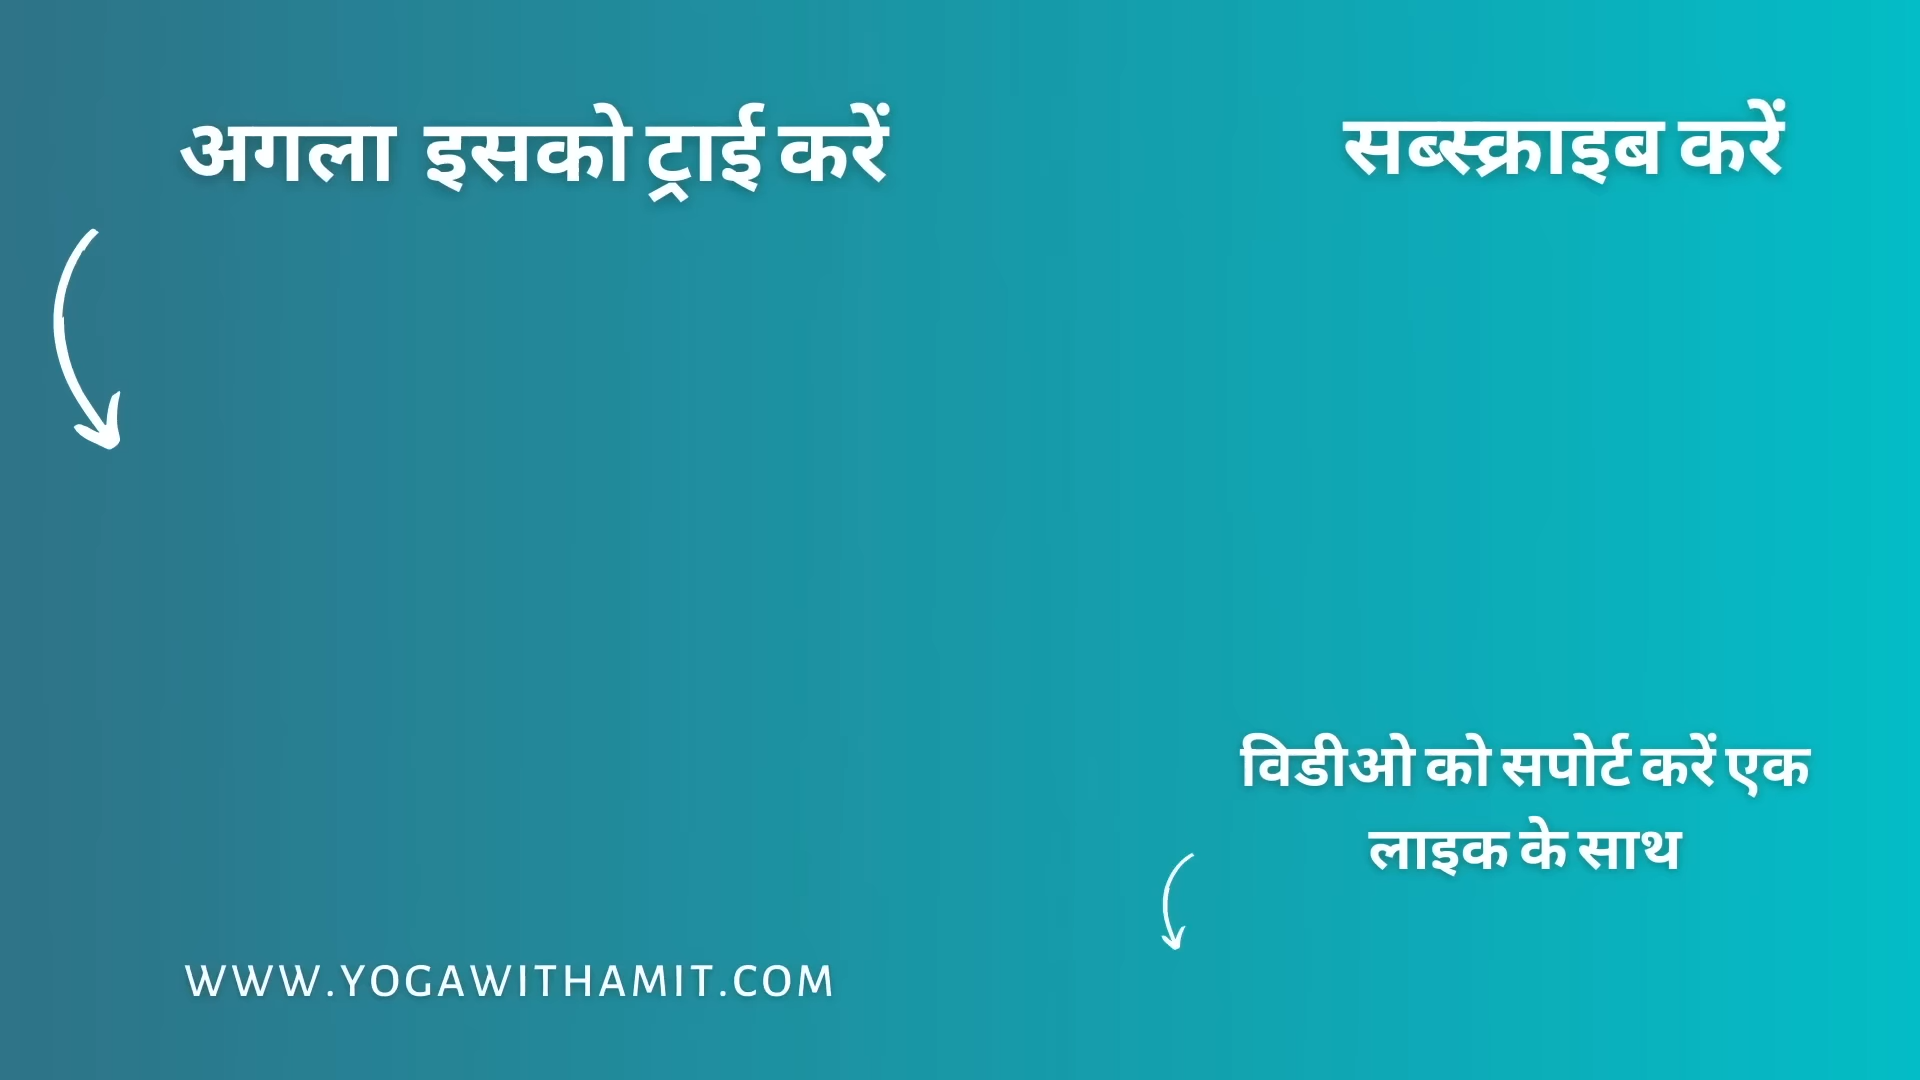 अगला इसको ट्राई करें
सब्स्क्राइब करें
विडीओ को सपोर्ट करें एक
लाइक के साथ
WWW.YOGAWITHAMIT.COM